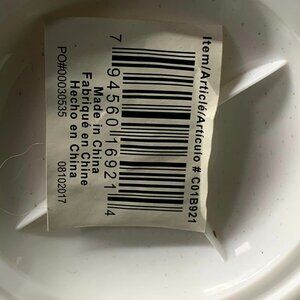 Item/Article/Artículo # C01B921
7 94560 16921 4
Made in China
Fabriqué en Chine
Hecho en China
PO#00030535 08102017